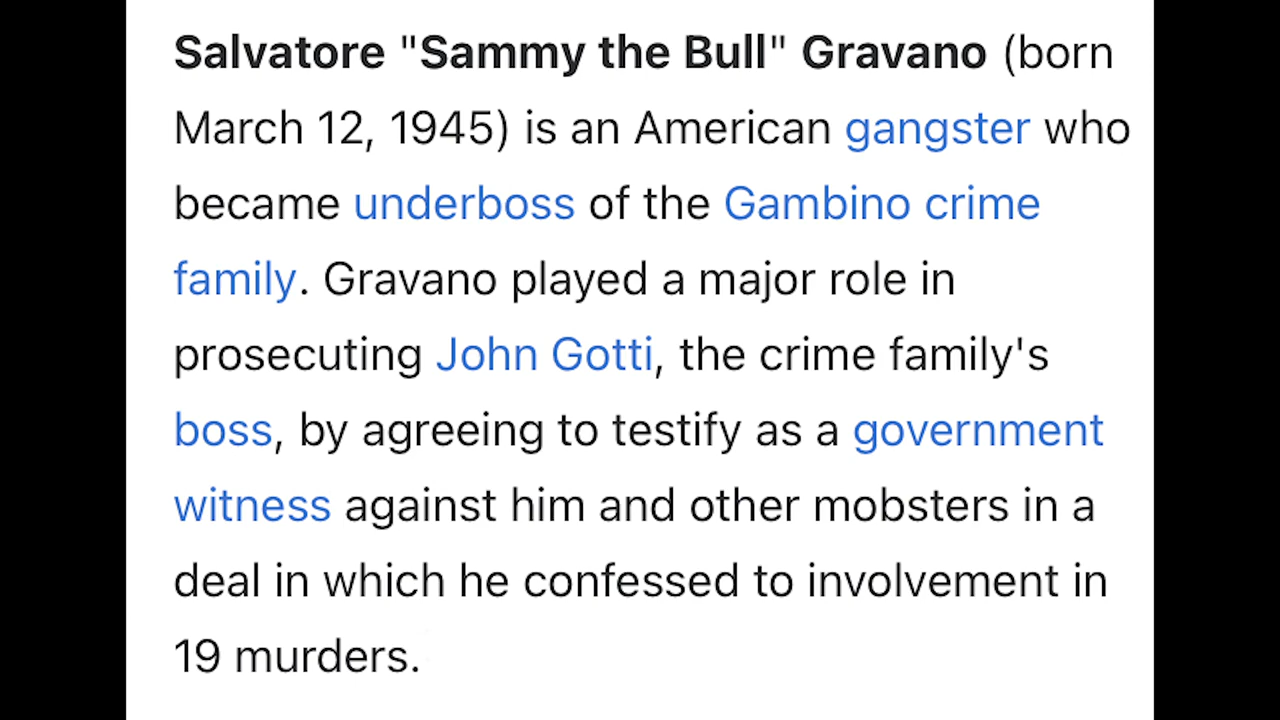 Salvatore "Sammy the Bull" Gravano (born
March 12, 1945) is an American gangster who
became underboss of the Gambino crime
family. Gravano played a major role in
prosecuting John Gotti, the crime family's
boss, by agreeing to testify as a government
witness against him and other mobsters in a
deal in which he confessed to involvement in
19 murders.